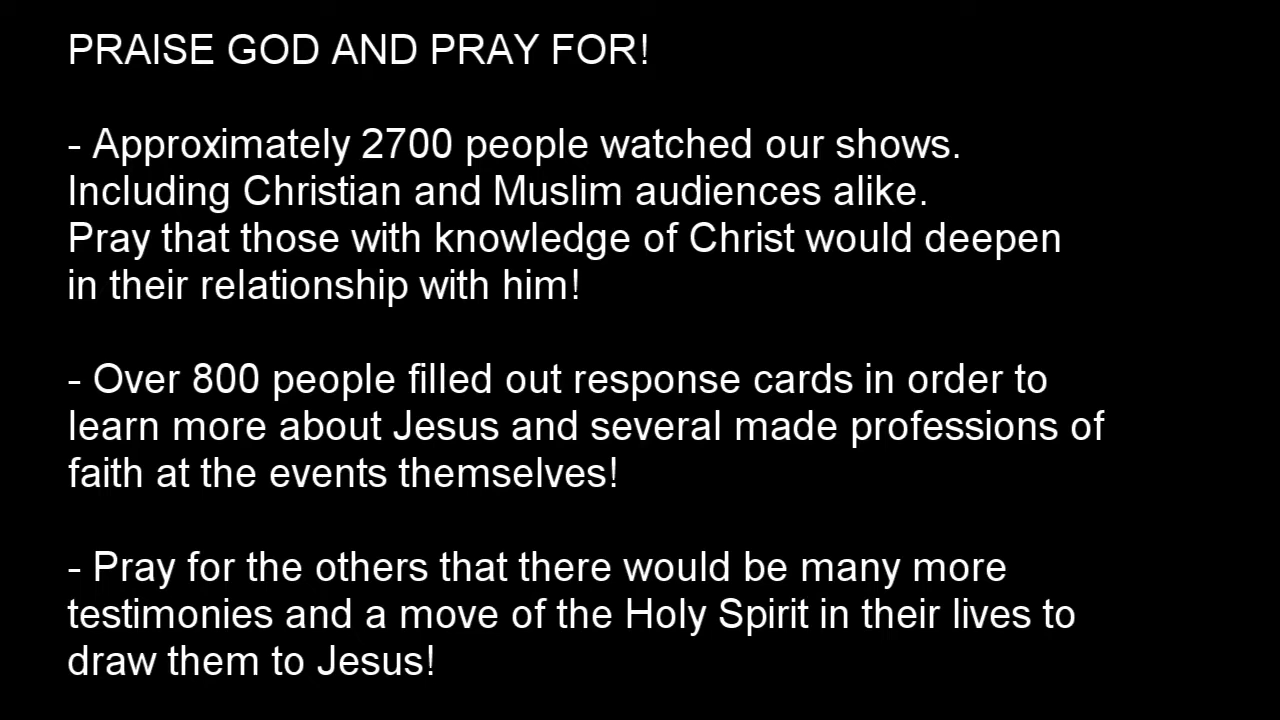 PRAISE GOD AND PRAY FOR!
- Approximately 2700 people watched our shows.
Including Christian and Muslim audiences alike.
Pray that those with knowledge of Christ would deepen
in their relationship with him!
- Over 800 people filled out response cards in order to
learn more about Jesus and several made professions of
faith at the events themselves!
- Pray for the others that there would be many more
testimonies and a move of the Holy Spirit in their lives to
draw them to Jesus!